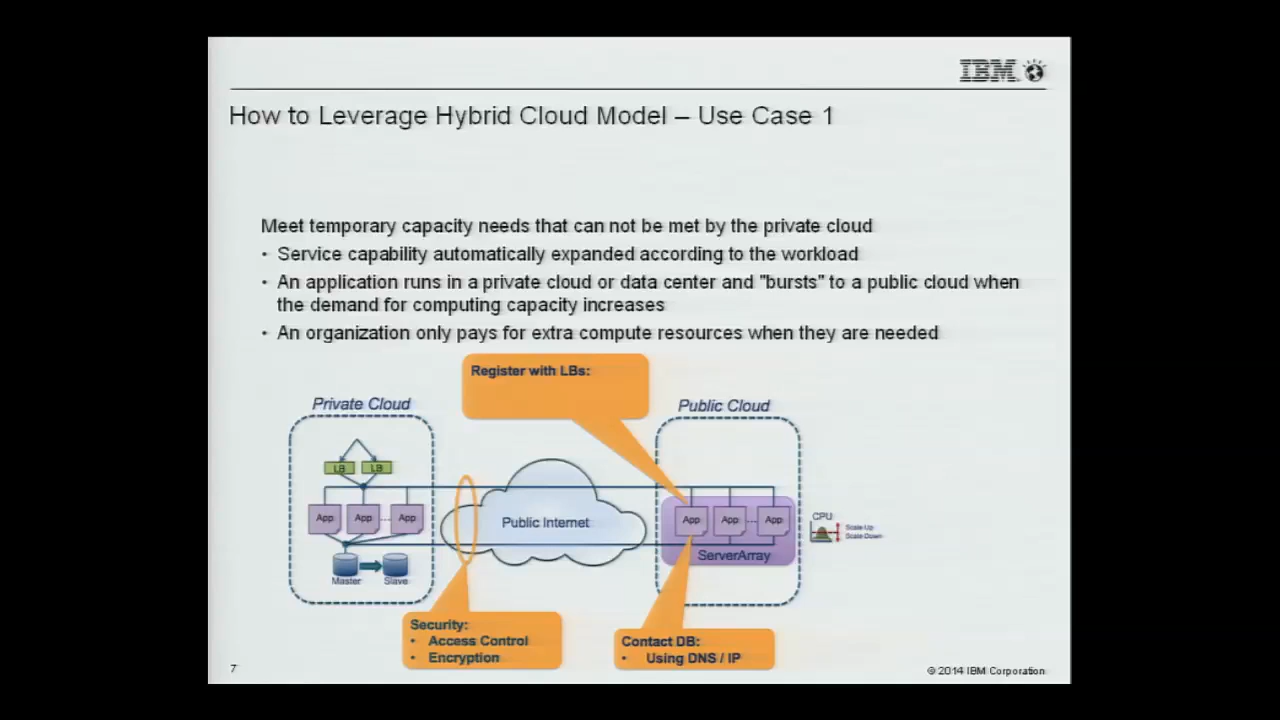 IBM
How to Leverage Hybrid Cloud Model – Use Case 1
Meet temporary capacity needs that can not be met by the private cloud
• Service capability automatically expanded according to the workload
• An application runs in a private cloud or data center and "bursts" to a public cloud when
the demand for computing capacity increases
• An organization only pays for extra compute resources when they are needed
Register with LBs:
Private Cloud
Public Cloud
LB LB
App App ... App
Public Internet
App App ... App
CPU
Scale Up
Scale Down
ServerArray
Master Slave
Security:
• Access Control
• Encryption
Contact DB:
• Using DNS / IP
7
© 2014 IBM Corporation